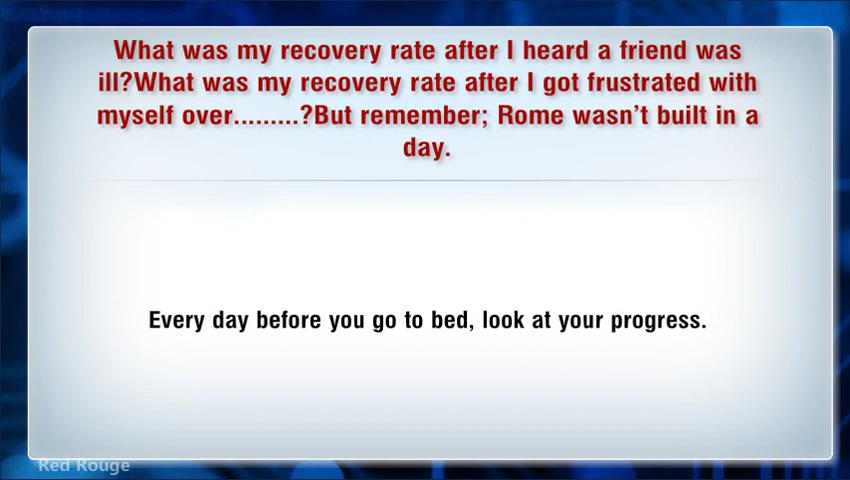 What was my recovery rate after I heard a friend was
ill?What was my recovery rate after I got frustrated with
myself over.........?But remember; Rome wasn’t built in a
day.
Every day before you go to bed, look at your progress.
Red Rouge